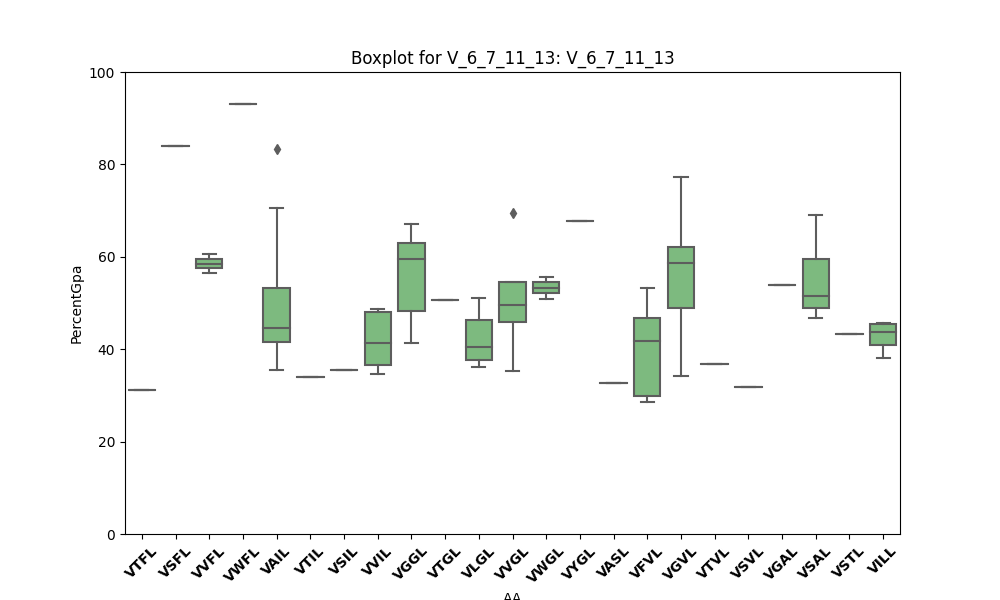 Boxplot for V_6_7_11_13: V_6_7_11_13
100
80
60
40
20
0
PercentGpa
VTFL
VSFL
VVFL
VWFL
VAIL
VTIL
VSIL
VVIL
VGGL
VTGL
VLGL
VVGL
VWGL
VYGL
VASL
VFVL
VGVL
VTVL
VSVL
VGAL
VSAL
VSTL
VILL
AA